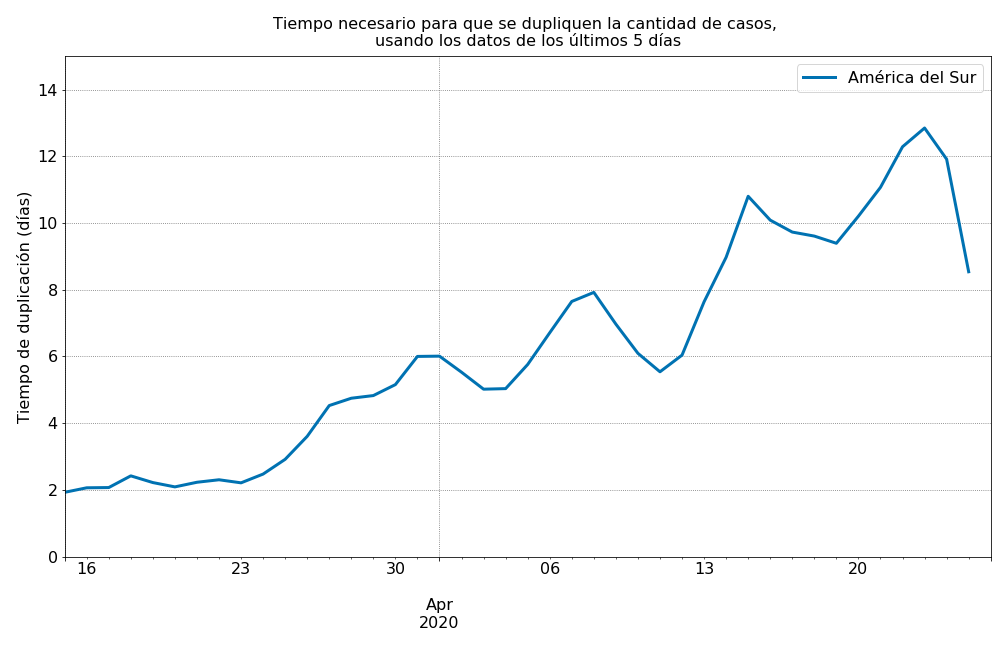 Tiempo necesario para que se dupliquen la cantidad de casos,
usando los datos de los últimos 5 días
América del Sur
Tiempo de duplicación (días)
14
12
10
8
6
4
2
0
16 23 30 06 13 20
Apr
2020